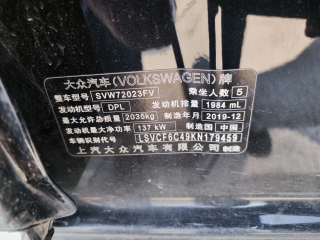 大众汽车(VOLKSWAGEN)牌
整车型号 SVW72023FV 乘坐人数 5
发动机型号 DPL 发动机排量 1984 mL
最大允许总质量 2035kg 制造年月 2019-12
发动机最大净功率 137 kW 制造国 中国
车辆识别代号 LSVCF6C49KN179459
上汽大众汽车有限公司 制造